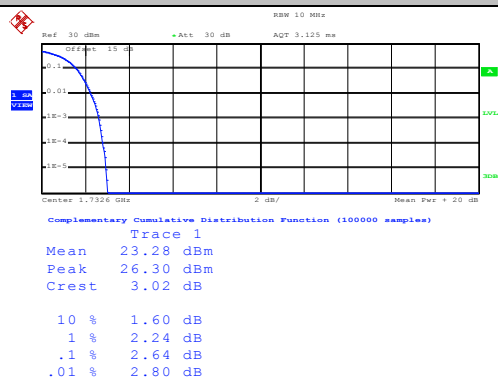 RBW 10 MHz
Ref 30 dBm *Att 30 dB AQT 3.125 ms
Offset 15 dB
0.1
0.01
1E-3
1E-4
1E-5
1 SA
VIEW
A
LVL
3DB
Center 1.7326 GHz 2 dB/ Mean Pwr + 20 dB
Complementary Cumulative Distribution Function (100000 samples)
Trace 1
Mean 23.28 dBm
Peak 26.30 dBm
Crest 3.02 dB
10 % 1.60 dB
1 % 2.24 dB
.1 % 2.64 dB
.01 % 2.80 dB